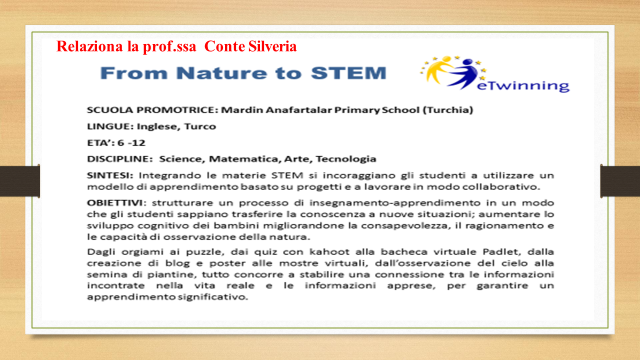 Relaziona la prof.ssa Conte Silveria
From Nature to STEM
eTwinning
SCUOLA PROMOTRICE: Mardin Anafartalar Primary School (Turchia)
LINGUE: Inglese, Turco
ETA’: 6 -12
DISCIPLINE: Science, Matematica, Arte, Tecnologia
SINTESI: Integrando le materie STEM si incoraggiano gli studenti a utilizzare un
modello di apprendimento basato su progetti e a lavorare in modo collaborativo.
OBIETTIVI: strutturare un processo di insegnamento-apprendimento in un modo
che gli studenti sappiano trasferire la conoscenza a nuove situazioni; aumentare lo
sviluppo cognitivo dei bambini migliorandone la consapevolezza, il ragionamento e
le capacità di osservazione della natura.
Dagli orgiami ai puzzle, dai quiz con kahoot alla bacheca virtuale Padlet, dalla
creazione di blog e poster alle mostre virtuali, dall’osservazione del cielo alla
semina di piantine, tutto concorre a stabilire una connessione tra le informazioni
incontrate nella vita reale e le informazioni apprese, per garantire un
apprendimento significativo.